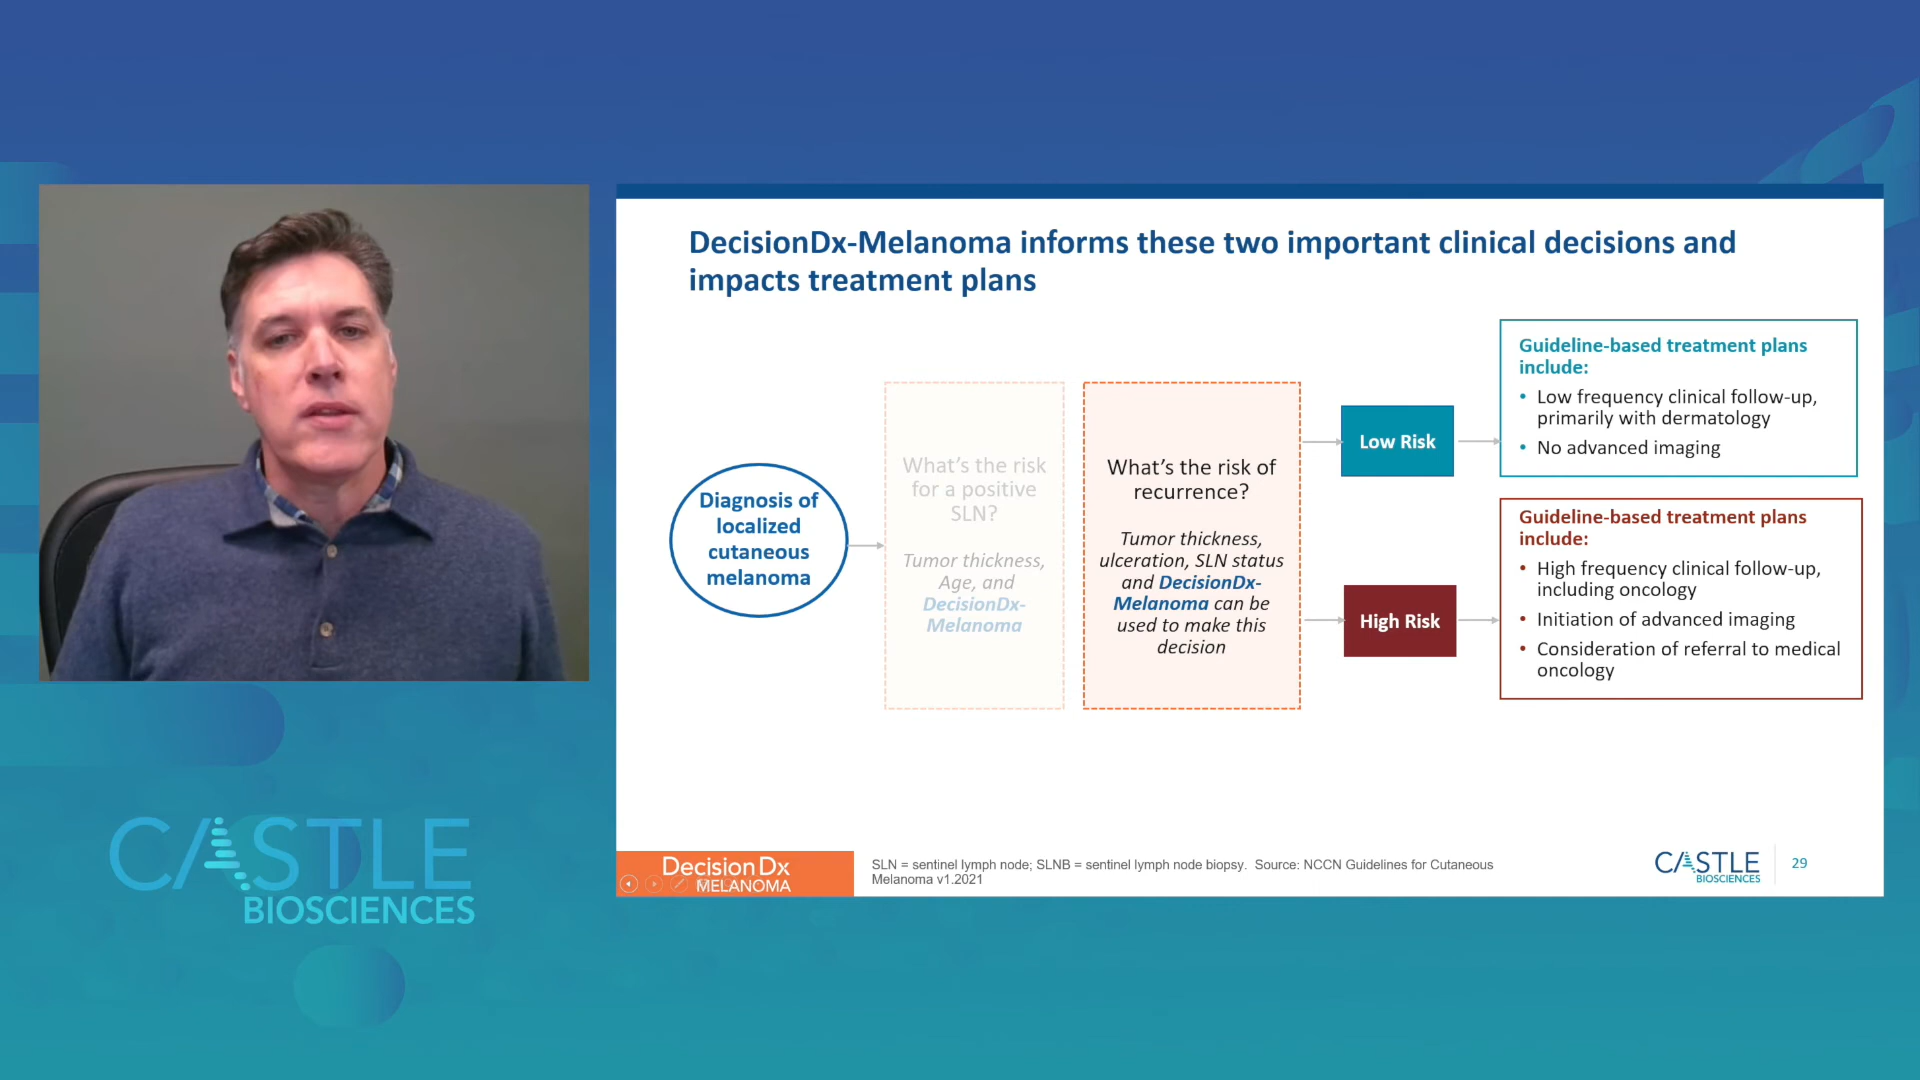 DecisionDx-Melanoma informs these two important clinical decisions and
impacts treatment plans
Diagnosis of
localized
cutaneous
melanoma
What's the risk
for a positive
SLN?
Tumor thickness,
Age, and
DecisionDx-
Melanoma
What's the risk of
recurrence?
Tumor thickness,
ulceration, SLN status
and DecisionDx-
Melanoma can be
used to make this
decision
Low Risk
High Risk
Guideline-based treatment plans
include:
• Low frequency clinical follow-up,
primarily with dermatology
• No advanced imaging
Guideline-based treatment plans
include:
• High frequency clinical follow-up,
including oncology
• Initiation of advanced imaging
• Consideration of referral to medical
oncology
DecisionDx
MELANOMA
SLN = sentinel lymph node; SLNB = sentinel lymph node biopsy. Source: NCCN Guidelines for Cutaneous
Melanoma v1.2021
CASTLE
BIOSCIENCES
29
CASTLE
BIOSCIENCES